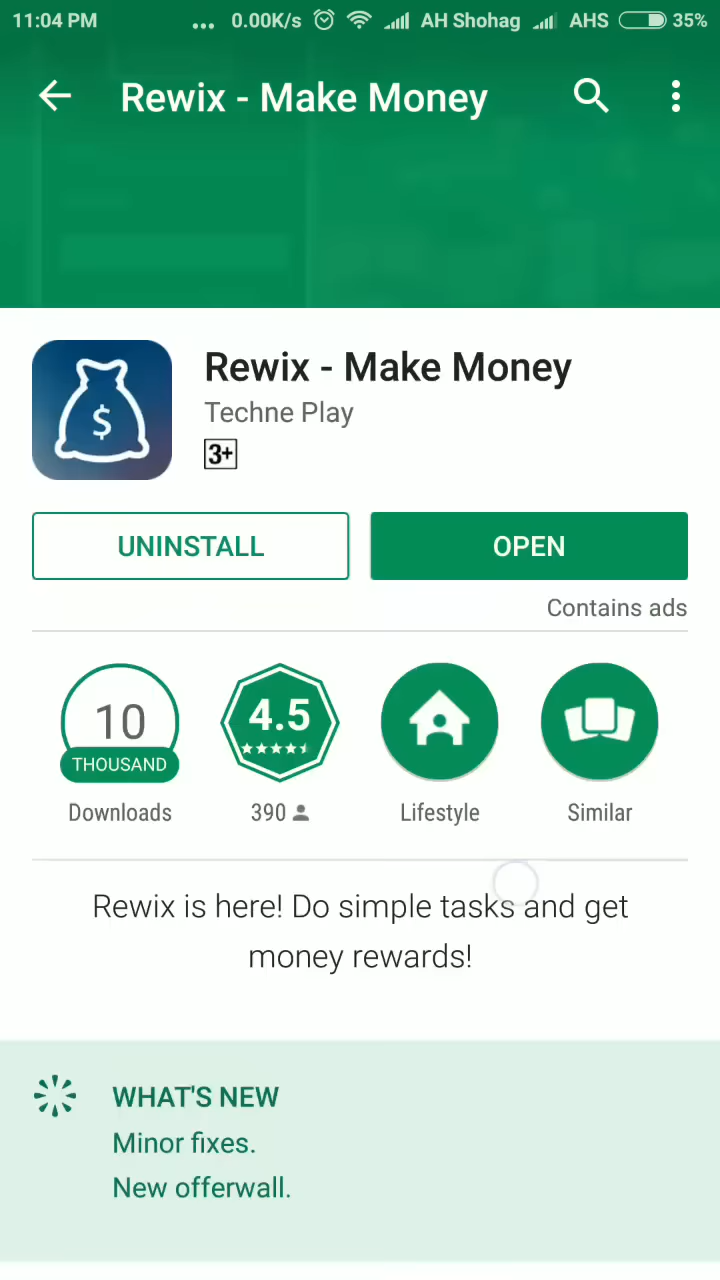 11:04 PM ... 0.00K/s AH Shohag AHS 35%
Rewix - Make Money
Rewix - Make Money
Techne Play
3+
UNINSTALL OPEN
Contains ads
10 4.5
THOUSAND
Downloads 390 Lifestyle Similar
Rewix is here! Do simple tasks and get
money rewards!
WHAT'S NEW
Minor fixes.
New offerwall.